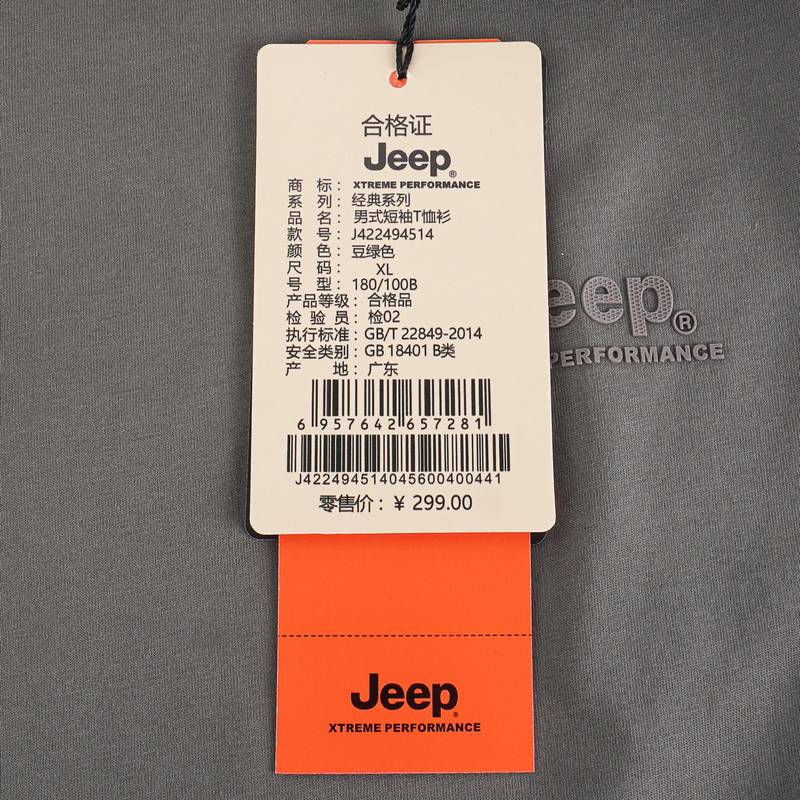 合格证
Jeep®
商 标： XTREME PERFORMANCE
系 列： 经典系列
品 名： 男式短袖T恤衫
款 号： J422494514
颜 色： 豆绿色
尺 码： XL
号 型： 180/100B
产品等级： 合格品
检 验 员： 检02
执行标准： GB/T 22849-2014
安全类别： GB 18401 B类
产 地： 广东
6 957642 657281
J422494514045600400441
零售价： ¥ 299.00
eep®
PERFORMANCE
Jeep®
XTREME PERFORMANCE